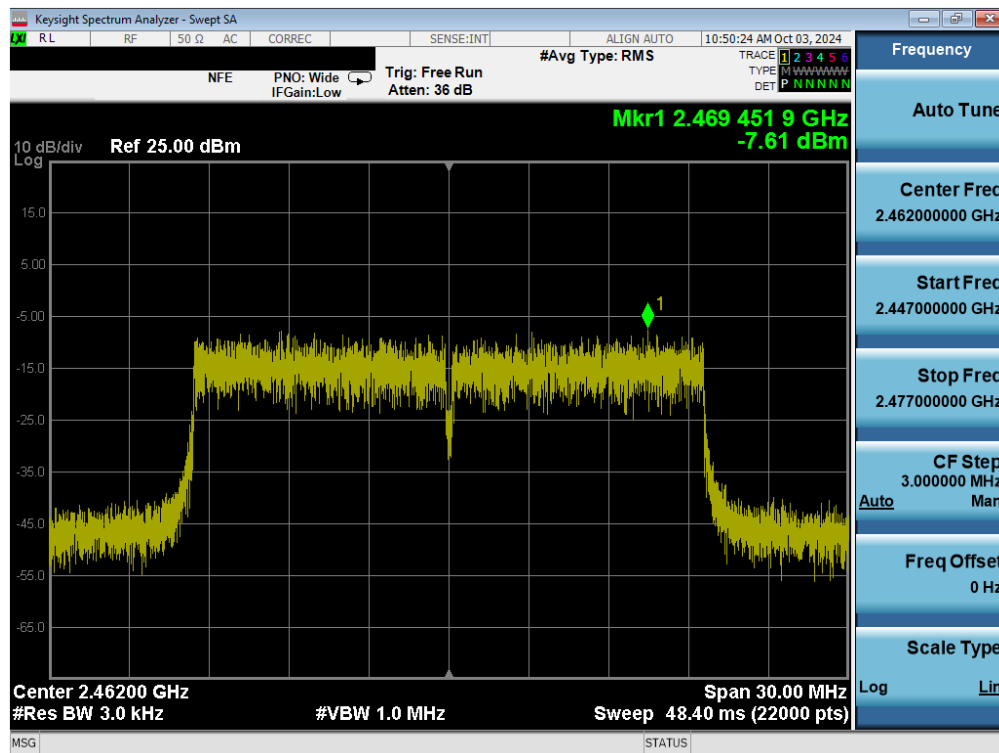 Keysight Spectrum Analyzer - Swept SA
LXI RL RF 50 Ω AC CORREC SENSE:INT ALIGN AUTO 10:50:24 AM Oct 03, 2024
NFE PNO: Wide Trig: Free Run #Avg Type: RMS TRACE 1 2 3 4 5 6
IFGain:Low Atten: 36 dB TYPE M WWWWW
DET P N N N N N
Mkr1 2.469 451 9 GHz
-7.61 dBm
10 dB/div Ref 25.00 dBm
Log
15.0
5.00
-5.00
-15.0
-25.0
-35.0
-45.0
-55.0
-65.0
1
Center 2.46200 GHz Span 30.00 MHz
#Res BW 3.0 kHz #VBW 1.0 MHz Sweep 48.40 ms (22000 pts)
MSG STATUS
Frequency
Auto Tune
Center Freq
2.462000000 GHz
Start Freq
2.447000000 GHz
Stop Freq
2.477000000 GHz
CF Step
3.000000 MHz
Auto Man
Freq Offset
0 Hz
Scale Type
Log Lin